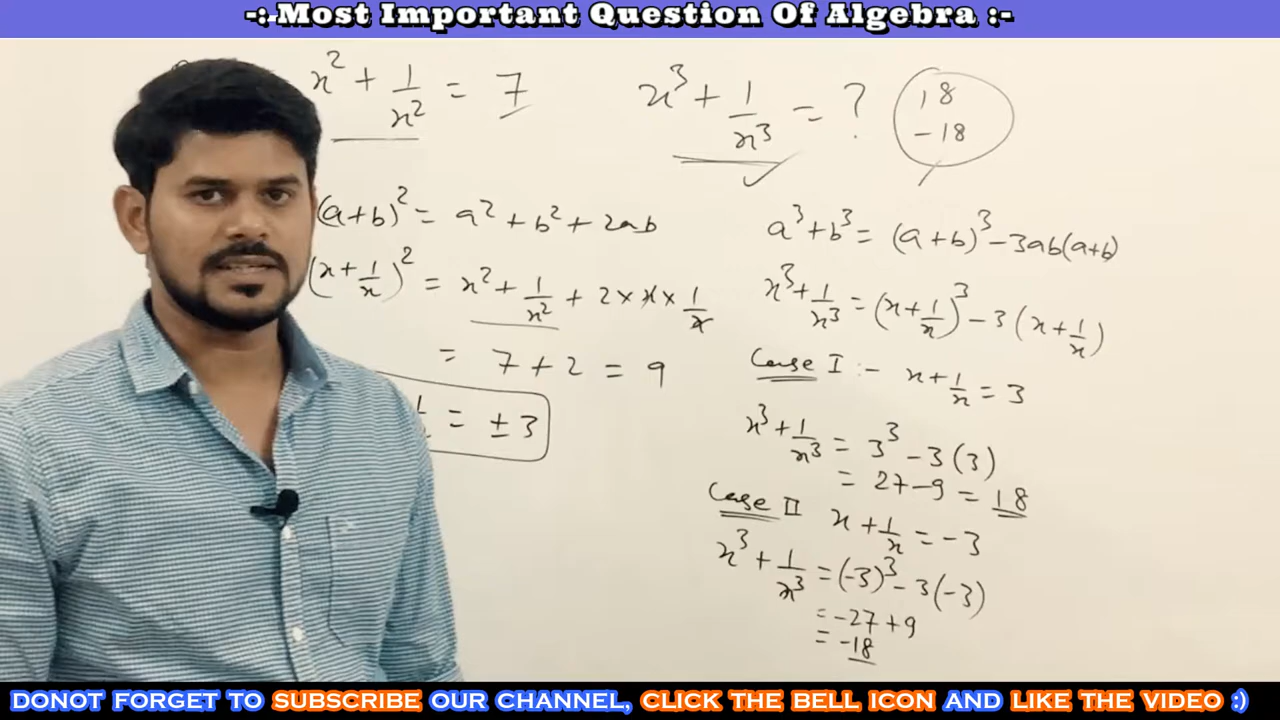 -:-Most Important Question Of Algebra :-
x² + 1/x² = 7
x³ + 1/x³ = ?
18
-18
(a+b)² = a² + b² + 2ab
(x + 1/x)² = x² + 1/x² + 2 × x × 1/x
= 7 + 2 = 9
= ± 3
a³ + b³ = (a+b)³ - 3ab(a+b)
x³ + 1/x³ = (x + 1/x)³ - 3(x + 1/x)
Case I :- x + 1/x = 3
x³ + 1/x³ = 3³ - 3(3)
= 27 - 9 = 18
Case II x + 1/x = -3
x³ + 1/x³ = (-3)³ - 3(-3)
= -27 + 9
= -18
DONOT FORGET TO SUBSCRIBE OUR CHANNEL, CLICK THE BELL ICON AND LIKE THE VIDEO :)